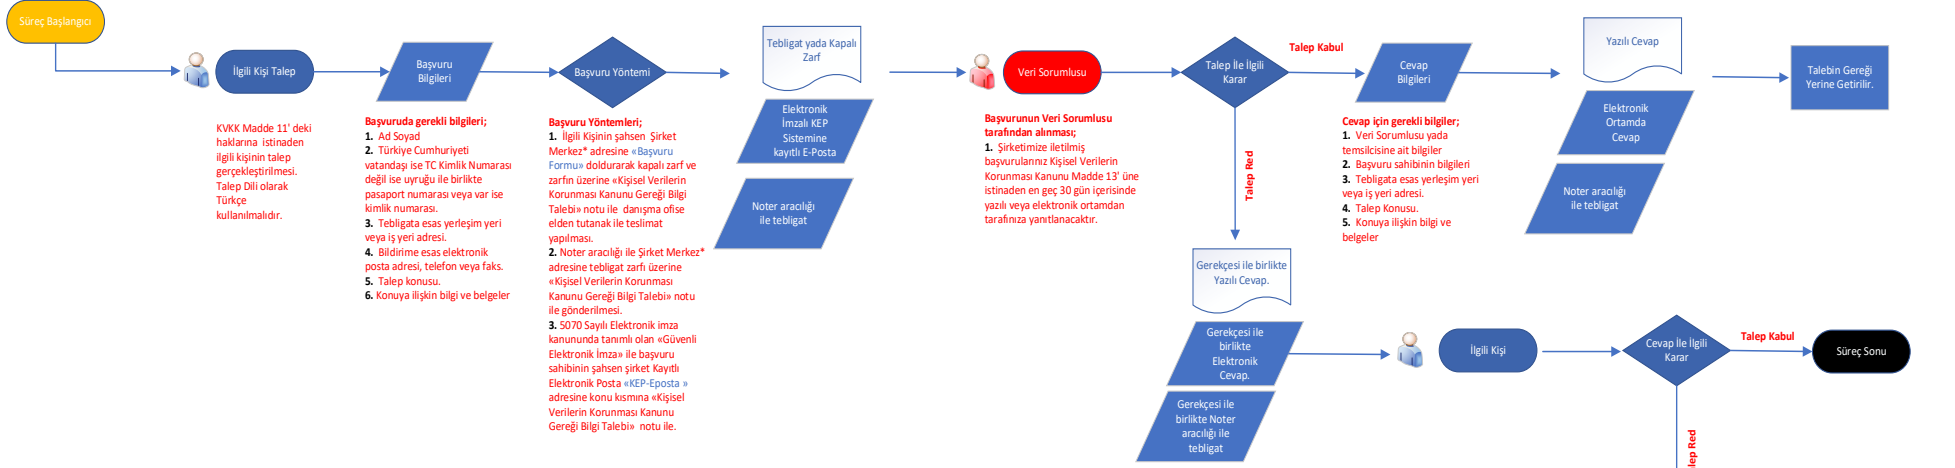 Süreç Başlangıcı
İlgili Kişi Talep
KVKK Madde 11' deki
haklarına istinaden
ilgili kişinin talep
gerçekleştirilmesi.
Talep Dili olarak
Türkçe
kullanılmalıdır.
Başvuru
Bilgileri
Başvuruda gerekli bilgileri;
1. Ad Soyad
2. Türkiye Cumhuriyeti
vatandaşı ise TC Kimlik Numarası
değil ise uyruğu ile birlikte
pasaport numarası veya var ise
kimlik numarası.
3. Tebligata esas yerleşim yeri
veya iş yeri adresi.
4. Bildirime esas elektronik
posta adresi, telefon veya faks.
5. Talep konusu.
6. Konuya ilişkin bilgi ve belgeler
Başvuru Yöntemi
Başvuru Yöntemleri;
1. İlgili Kişinin şahsen Şirket
Merkez* adresine «Başvuru
Formu» doldurarak kapalı zarf ve
zarfın üzerine «Kişisel Verilerin
Korunması Kanunu Gereği Bilgi
Talebi» notu ile danışma ofise
elden tutanak ile teslimat
yapılması.
2. Noter aracılığı ile Şirket Merkez*
adresine tebligat zarfı üzerine
«Kişisel Verilerin Korunması
Kanunu Gereği Bilgi Talebi» notu
ile gönderilmesi.
3. 5070 Sayılı Elektronik imza
kanununda tanımlı olan «Güvenli
Elektronik İmza» ile başvuru
sahibinin şahsen şirket Kayıtlı
Elektronik Posta «KEP-Eposta »
adresine konu kısmına «Kişisel
Verilerin Korunması Kanunu
Gereği Bilgi Talebi» notu ile.
Tebligat yada Kapalı
Zarf
Elektronik
İmzalı KEP
Sistemine
kayıtlı E-Posta
Noter aracılığı
ile tebligat
Veri Sorumlusu
Başvurunun Veri Sorumlusu
tarafından alınması;
1. Şirketimize iletilmiş
başvurularınız Kişisel Verilerin
Korunması Kanunu Madde 13' üne
istinaden en geç 30 gün içerisinde
yazılı veya elektronik ortamdan
tarafınıza yanıtlanacaktır.
Talep İle İlgili
Karar
Talep Kabul
Talep Red
Cevap
Bilgileri
Cevap için gerekli bilgiler;
1. Veri Sorumlusu yada
temsilcisine ait bilgiler
2. Başvuru sahibinin bilgileri
3. Tebligata esas yerleşim yeri
veya iş yeri adresi.
4. Talep Konusu.
5. Konuya ilişkin bilgi ve
belgeler
Yazılı Cevap
Elektronik
Ortamda
Cevap
Noter aracılığı
ile tebligat
Talebin Gereği
Yerine Getirilir.
Gerekçesi ile birlikte
Yazılı Cevap.
Gerekçesi ile
birlikte
Elektronik
Cevap.
Gerekçesi ile
birlikte Noter
aracılığı ile
tebligat
İlgili Kişi
Cevap İle İlgili
Karar
Talep Kabul
Süreç Sonu
Red